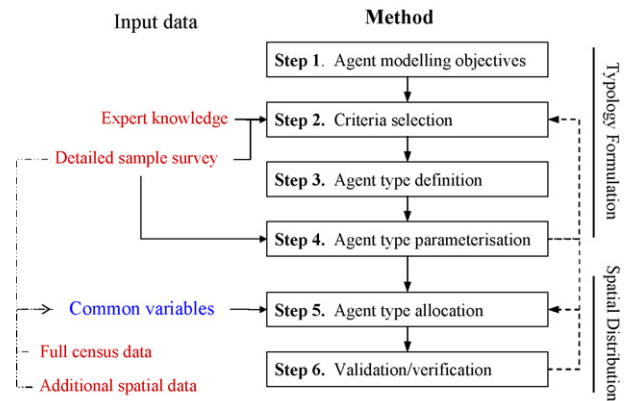 Input data
Method
Step 1. Agent modelling objectives
Expert knowledge
Step 2. Criteria selection
Detailed sample survey
Step 3. Agent type definition
Step 4. Agent type parameterisation
Common variables
Step 5. Agent type allocation
Full census data
Step 6. Validation/verification
Additional spatial data
Typology Formulation
Spatial Distribution